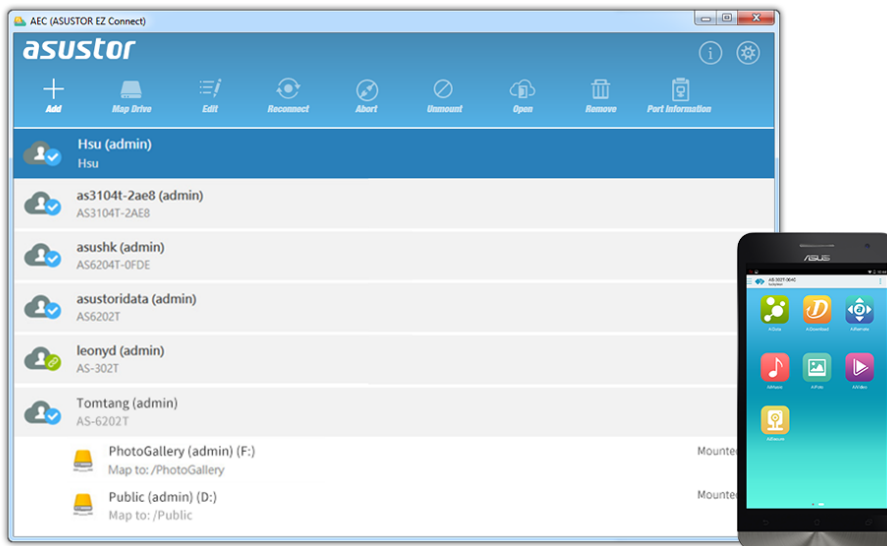 AEC (ASUSTOR EZ Connect)
asustor
Add
Map Drive
Edit
Reconnect
Abort
Unmount
Open
Remove
Port Information
Hsu (admin)
Hsu
as3104t-2ae8 (admin)
AS3104T-2AE8
asushk (admin)
AS6204T-0FDE
asustoridata (admin)
AS6202T
leonyd (admin)
AS-302T
Tomtang (admin)
AS-6202T
PhotoGallery (admin) (F:)
Mounte
Map to: /PhotoGallery
Public (admin) (D:)
Mounte
Map to: /Public
ASUS